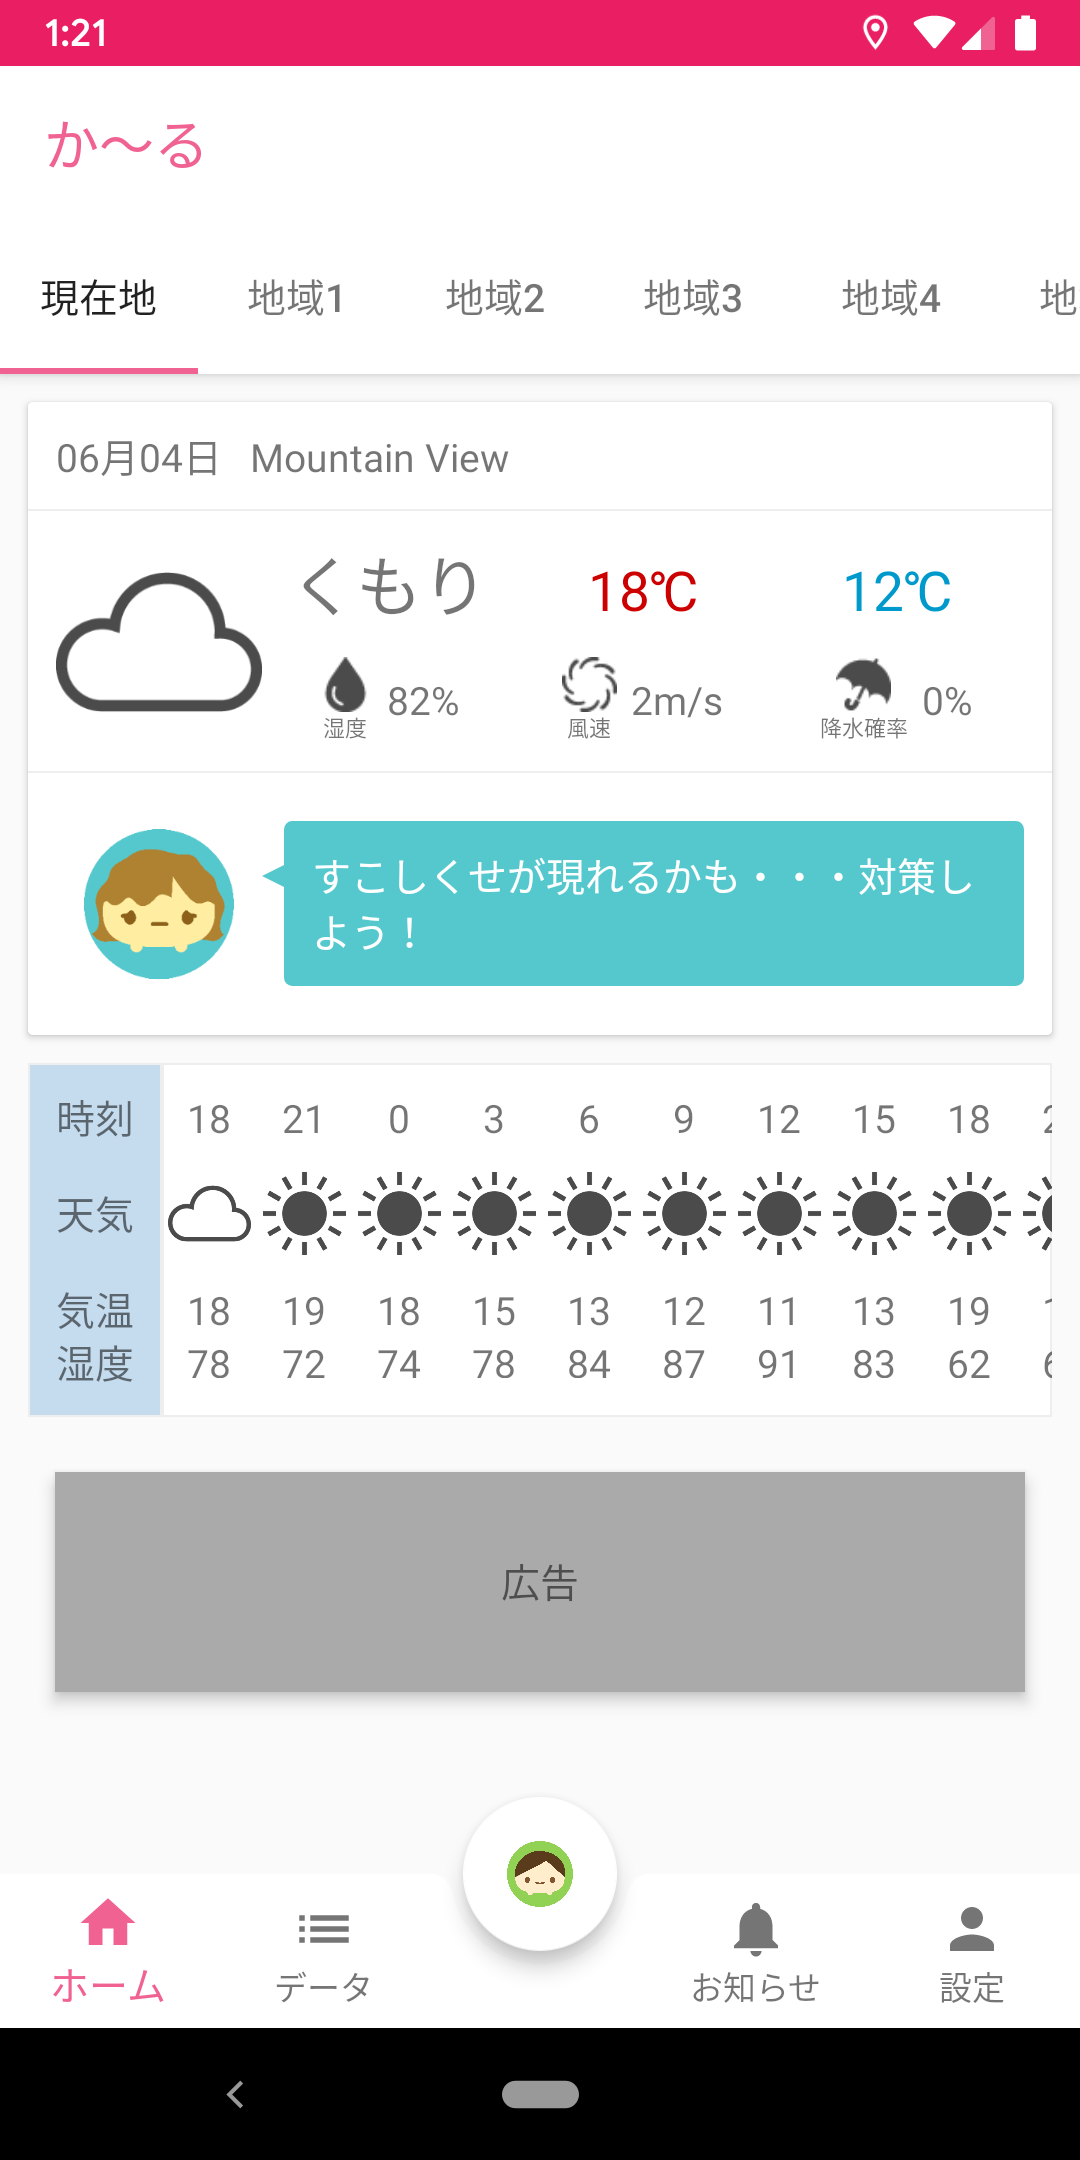 1:21
か〜る
現在地 地域1 地域2 地域3 地域4 地
06月04日 Mountain View
くもり 18℃ 12℃
82% 2m/s 0%
湿度 風速 降水確率
すこしくせが現れるかも・・・対策し
よう！
時刻 18 21 0 3 6 9 12 15 18
天気
気温 18 19 18 15 13 12 11 13 19
湿度 78 72 74 78 84 87 91 83 62
広告
ホーム データ お知らせ 設定